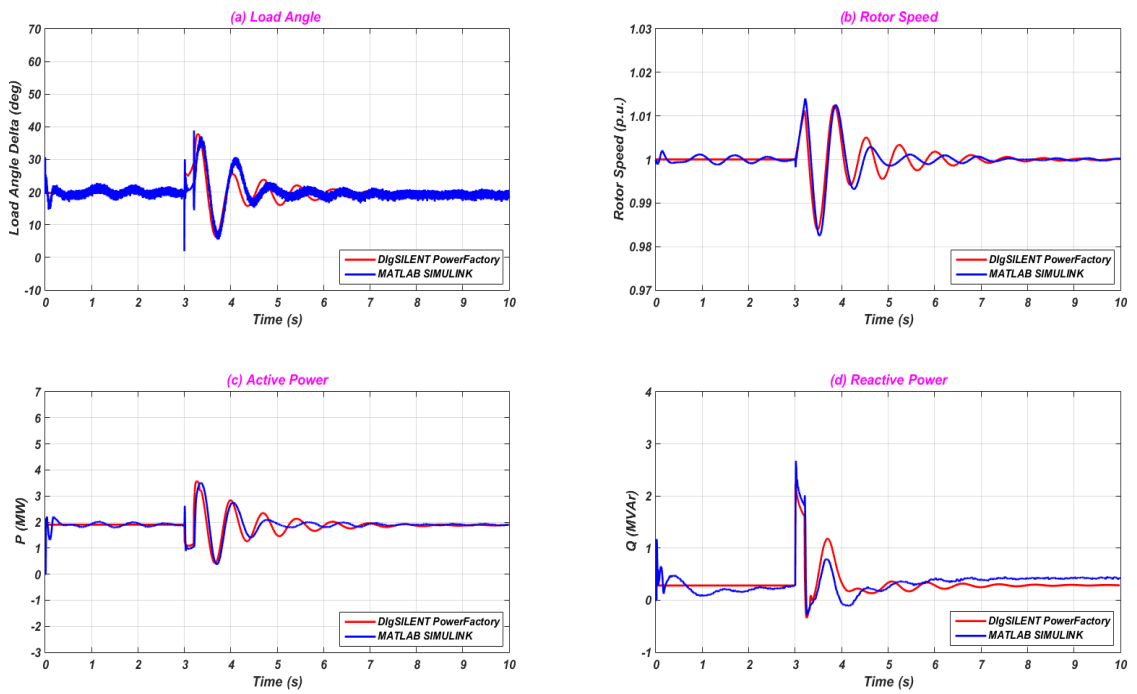 (a) Load Angle
70
60
50
40
30
20
10
0
-10
Load Angle Delta (deg)
0 1 2 3 4 5 6 7 8 9 10
Time (s)
DIgSILENT PowerFactory
MATLAB SIMULINK
(b) Rotor Speed
1.03
1.02
1.01
1
0.99
0.98
0.97
Rotor Speed (p.u.)
0 1 2 3 4 5 6 7 8 9 10
Time (s)
DIgSILENT PowerFactory
MATLAB SIMULINK
(c) Active Power
7
6
5
4
3
2
1
0
-1
-2
-3
P (MW)
0 1 2 3 4 5 6 7 8 9 10
Time (s)
DIgSILENT PowerFactory
MATLAB SIMULINK
(d) Reactive Power
4
3
2
1
0
-1
Q (MVAr)
0 1 2 3 4 5 6 7 8 9 10
Time (s)
DIgSILENT PowerFactory
MATLAB SIMULINK